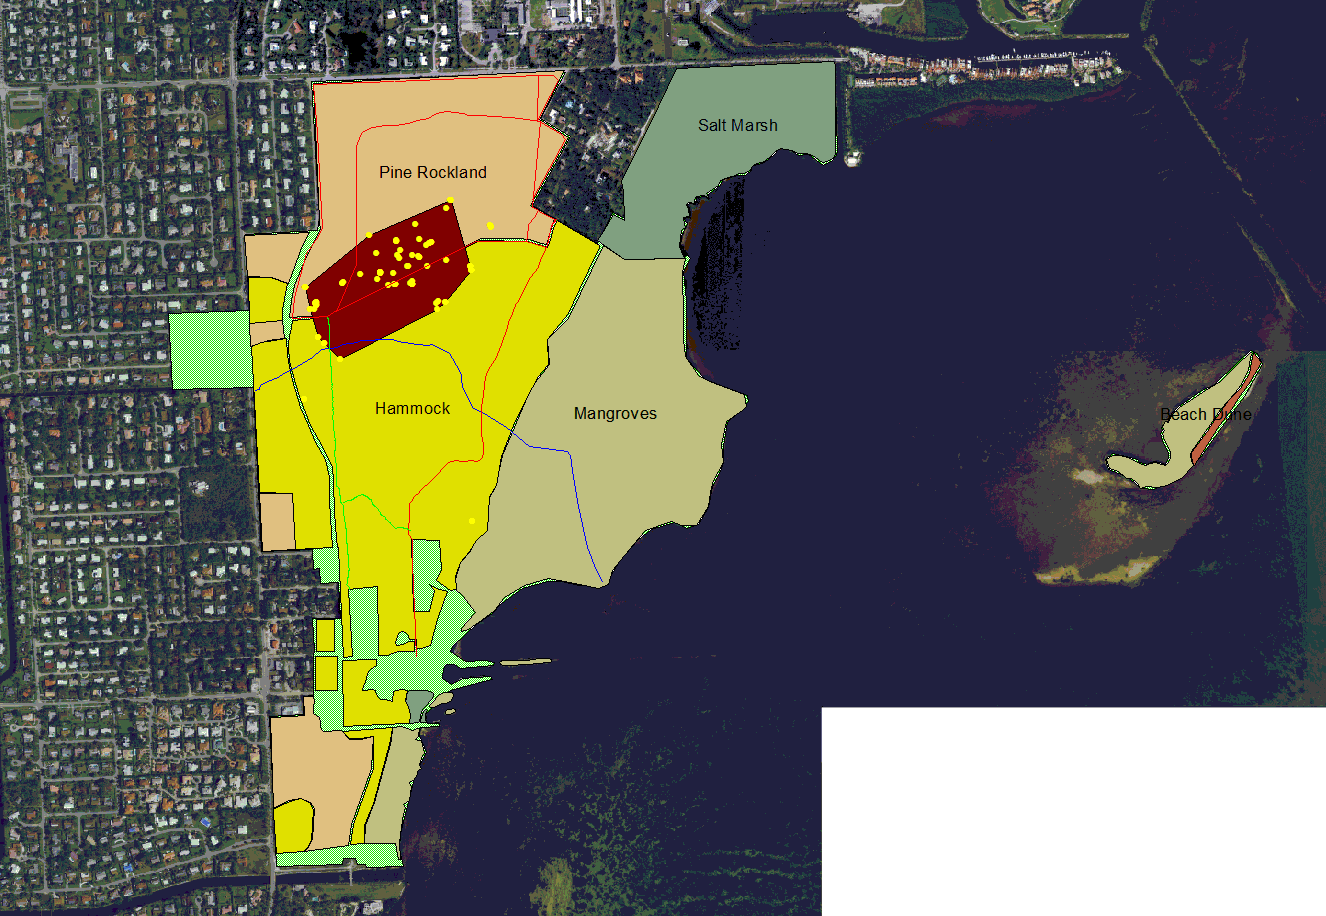 Salt Marsh
Pine Rockland
Hammock
Mangroves
Beach Dune